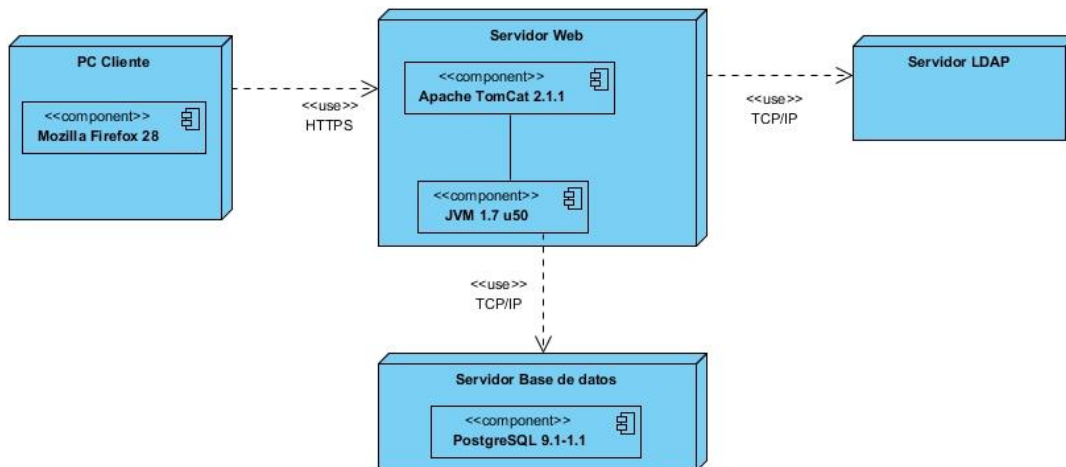 PC Cliente
<<component>>
Mozilla Firefox 28
<<use>>
HTTPS
Servidor Web
<<component>>
Apache TomCat 2.1.1
<<component>>
JVM 1.7 u50
<<use>>
TCP/IP
Servidor LDAP
<<use>>
TCP/IP
Servidor Base de datos
<<component>>
PostgreSQL 9.1-1.1